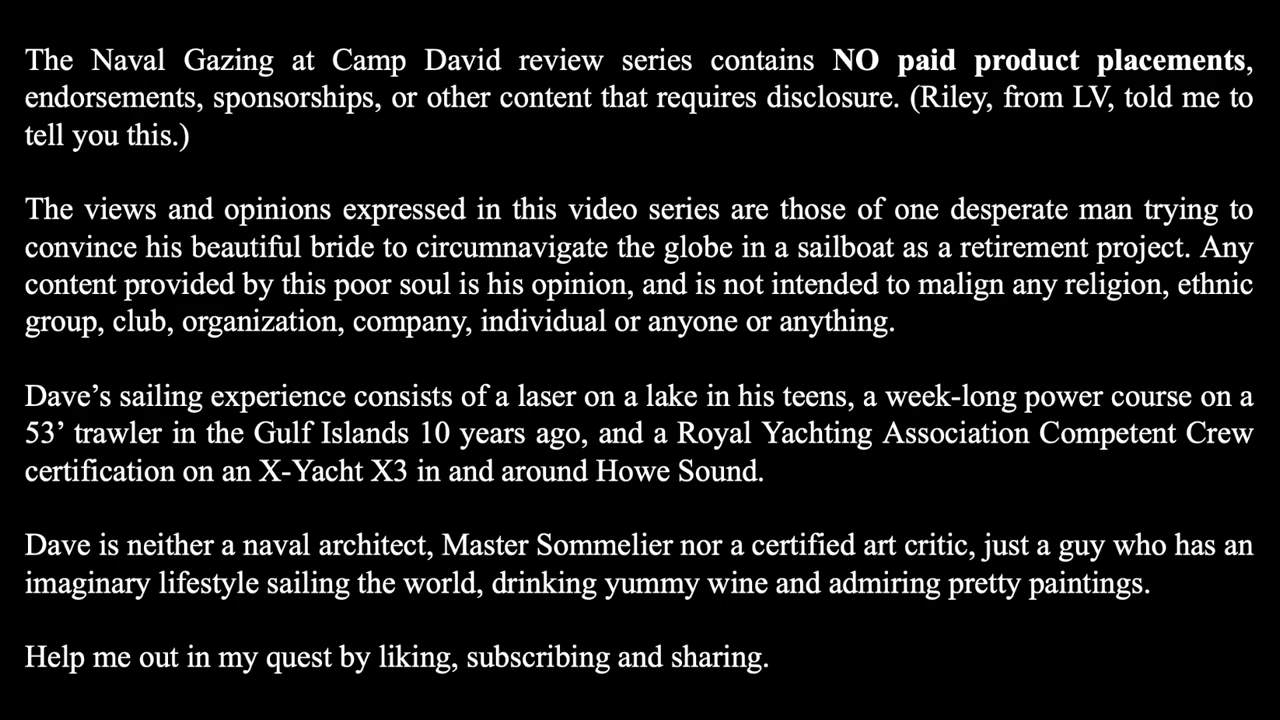 The Naval Gazing at Camp David review series contains NO paid product placements,
endorsements, sponsorships, or other content that requires disclosure. (Riley, from LV, told me to
tell you this.)
The views and opinions expressed in this video series are those of one desperate man trying to
convince his beautiful bride to circumnavigate the globe in a sailboat as a retirement project. Any
content provided by this poor soul is his opinion, and is not intended to malign any religion, ethnic
group, club, organization, company, individual or anyone or anything.
Dave’s sailing experience consists of a laser on a lake in his teens, a week-long power course on a
53’ trawler in the Gulf Islands 10 years ago, and a Royal Yachting Association Competent Crew
certification on an X-Yacht X3 in and around Howe Sound.
Dave is neither a naval architect, Master Sommelier nor a certified art critic, just a guy who has an
imaginary lifestyle sailing the world, drinking yummy wine and admiring pretty paintings.
Help me out in my quest by liking, subscribing and sharing.